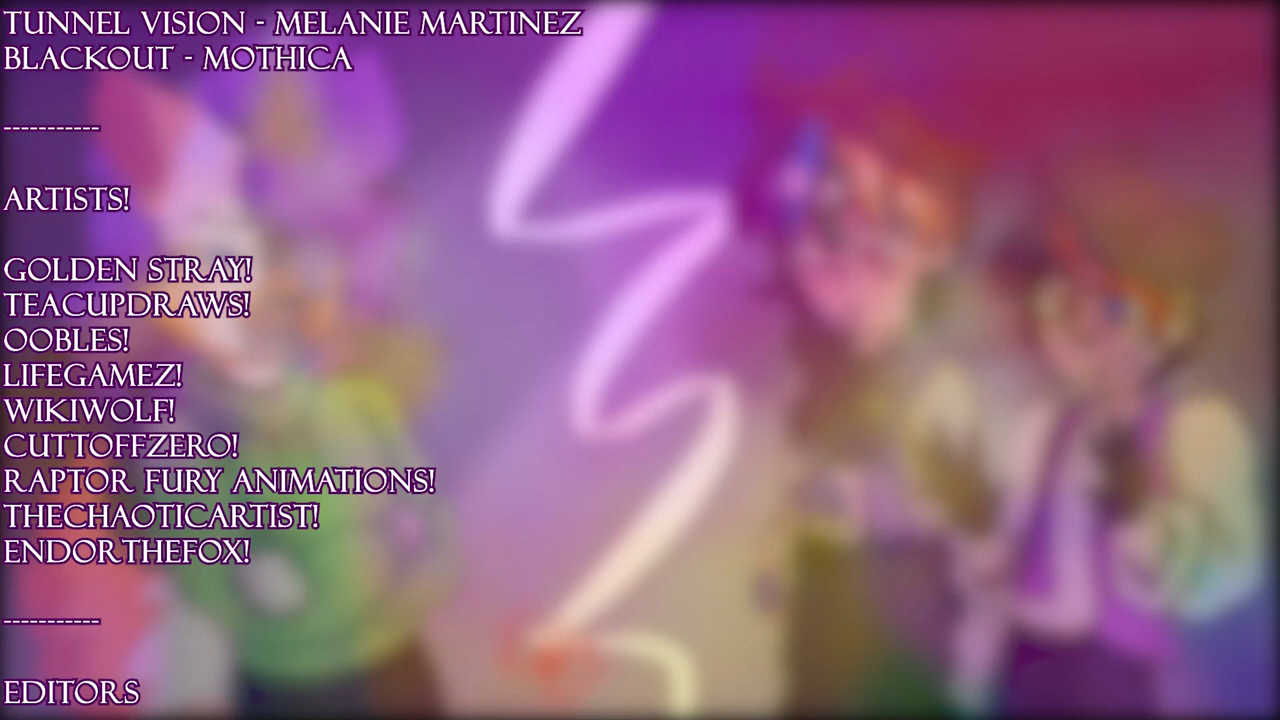 TUNNEL VISION - MELANIE MARTINEZ
BLACKOUT - MOTHICA
-----------
ARTISTS!
GOLDEN STRAY!
TEACUPDRAWS!
OOBLES!
LIFEGAMEZ!
WIKIWOLF!
CUTTOFFZERO!
RAPTOR FURY ANIMATIONS!
THECHAOTICARTIST!
ENDORTHEFOX!
-----------
EDITORS